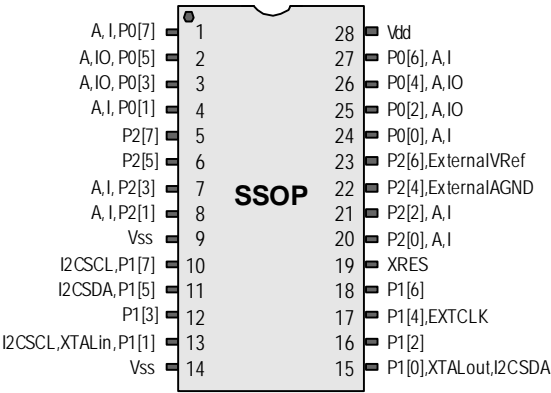 A, I, P0[7] 1 28 Vdd
A, IO, P0[5] 2 27 P0[6], A, I
A, IO, P0[3] 3 26 P0[4], A, IO
A, I, P0[1] 4 25 P0[2], A, IO
P2[7] 5 24 P0[0], A, I
P2[5] 6 23 P2[6],ExternalVRef
A, I, P2[3] 7 SSOP 22 P2[4],ExternalAGND
A, I, P2[1] 8 21 P2[2], A, I
Vss 9 20 P2[0], A, I
I2CSCL,P1[7] 10 19 XRES
I2CSDA,P1[5] 11 18 P1[6]
P1[3] 12 17 P1[4],EXTCLK
I2CSCL,XTALin,P1[1] 13 16 P1[2]
Vss 14 15 P1[0],XTALout,I2CSDA